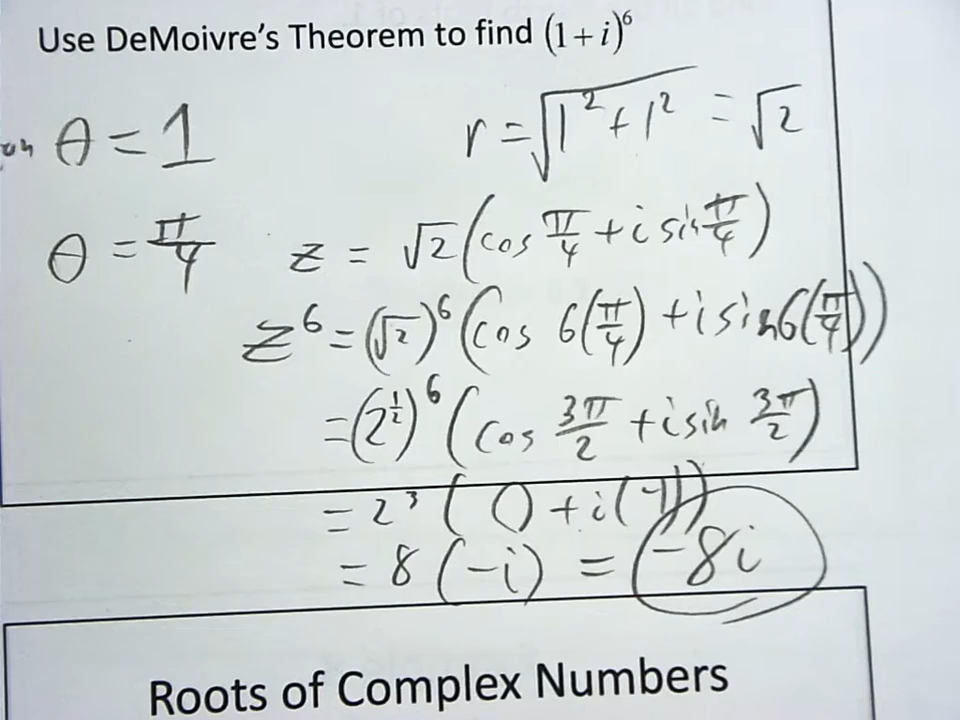 Use DeMoivre's Theorem to find (1+i)⁶
θ = 1 r = √(1² + 1²) = √2
θ = π/4 z = √2 (cos π/4 + i sin π/4)
z⁶ = (√2)⁶ (cos 6(π/4) + i sin 6(π/4))
= (2^(1/2))⁶ (cos 3π/2 + i sin 3π/2)
= 2³ (0 + i(-1))
= 8 (-i) = -8i
Roots of Complex Numbers